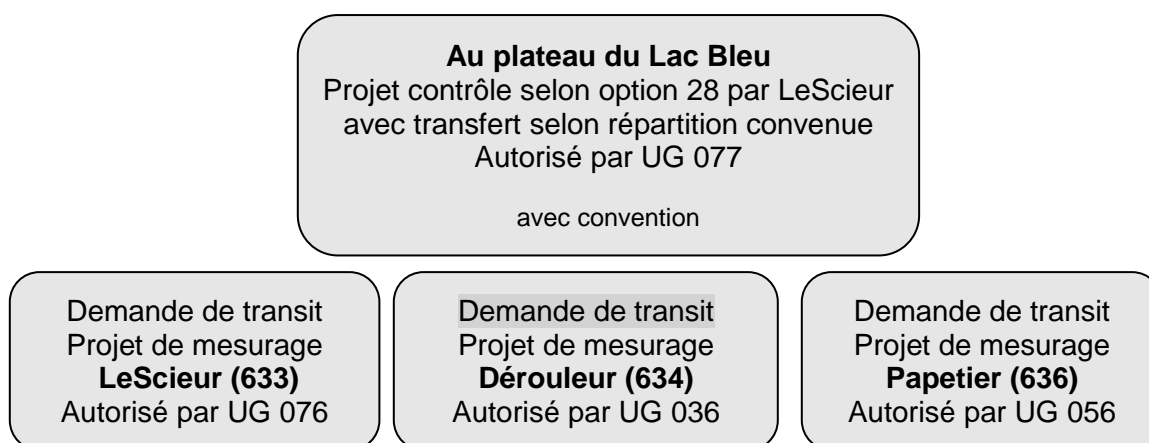 Au plateau du Lac Bleu
Projet contrôle selon option 28 par LeScieur
avec transfert selon répartition convenue
Autorisé par UG 077
avec convention
Demande de transit
Projet de mesurage
LeScieur (633)
Autorisé par UG 076
Demande de transit
Projet de mesurage
Dérouleur (634)
Autorisé par UG 036
Demande de transit
Projet de mesurage
Papetier (636)
Autorisé par UG 056